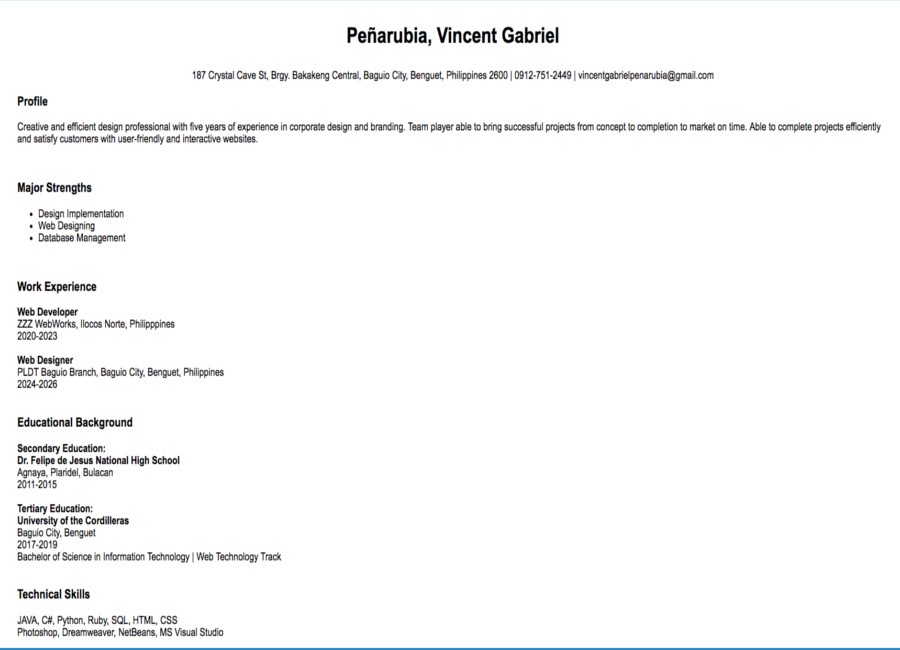 Peñarubia, Vincent Gabriel
187 Crystal Cave St, Brgy. Bakakeng Central, Baguio City, Benguet, Philippines 2600 | 0912-751-2449 | vincentgabrielpenarubia@gmail.com
Profile
Creative and efficient design professional with five years of experience in corporate design and branding. Team player able to bring successful projects from concept to completion to market on time. Able to complete projects efficiently
and satisfy customers with user-friendly and interactive websites.
Major Strengths
• Design Implementation
• Web Designing
• Database Management
Work Experience
Web Developer
ZZZ WebWorks, Ilocos Norte, Philipppines
2020-2023
Web Designer
PLDT Baguio Branch, Baguio City, Benguet, Philippines
2024-2026
Educational Background
Secondary Education:
Dr. Felipe de Jesus National High School
Agnaya, Plaridel, Bulacan
2011-2015
Tertiary Education:
University of the Cordilleras
Baguio City, Benguet
2017-2019
Bachelor of Science in Information Technology | Web Technology Track
Technical Skills
JAVA, C#, Python, Ruby, SQL, HTML, CSS
Photoshop, Dreamweaver, NetBeans, MS Visual Studio